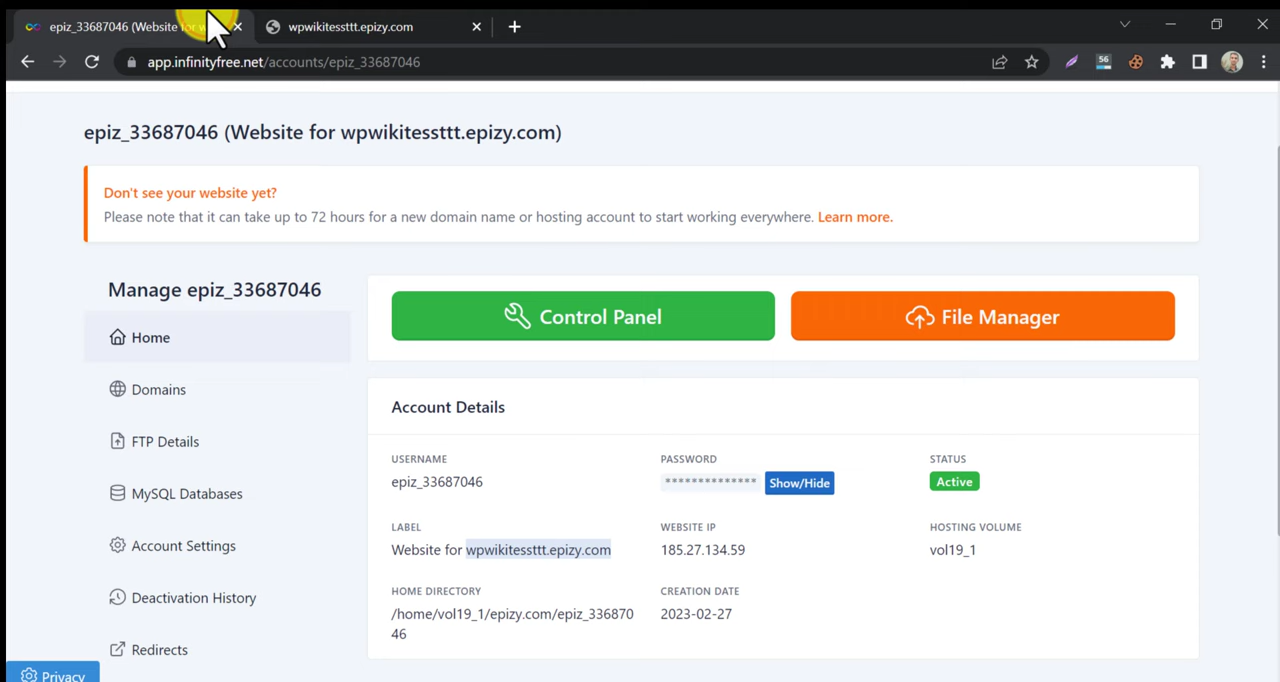 epiz_33687046 (Website for w
wpwikitessttt.epizy.com
app.infinityfree.net/accounts/epiz_33687046
56
epiz_33687046 (Website for wpwikitessttt.epizy.com)
Don't see your website yet?
Please note that it can take up to 72 hours for a new domain name or hosting account to start working everywhere. Learn more.
Manage epiz_33687046
Home
Domains
FTP Details
MySQL Databases
Account Settings
Deactivation History
Redirects
Privacy
Control Panel
File Manager
Account Details
USERNAME
epiz_33687046
PASSWORD
************** Show/Hide
STATUS
Active
LABEL
Website for wpwikitessttt.epizy.com
WEBSITE IP
185.27.134.59
HOSTING VOLUME
vol19_1
HOME DIRECTORY
/home/vol19_1/epizy.com/epiz_336870
46
CREATION DATE
2023-02-27